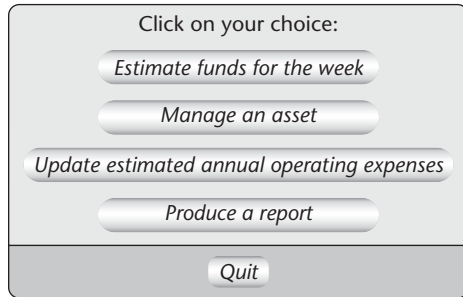 Click on your choice:
Estimate funds for the week
Manage an asset
Update estimated annual operating expenses
Produce a report
Quit